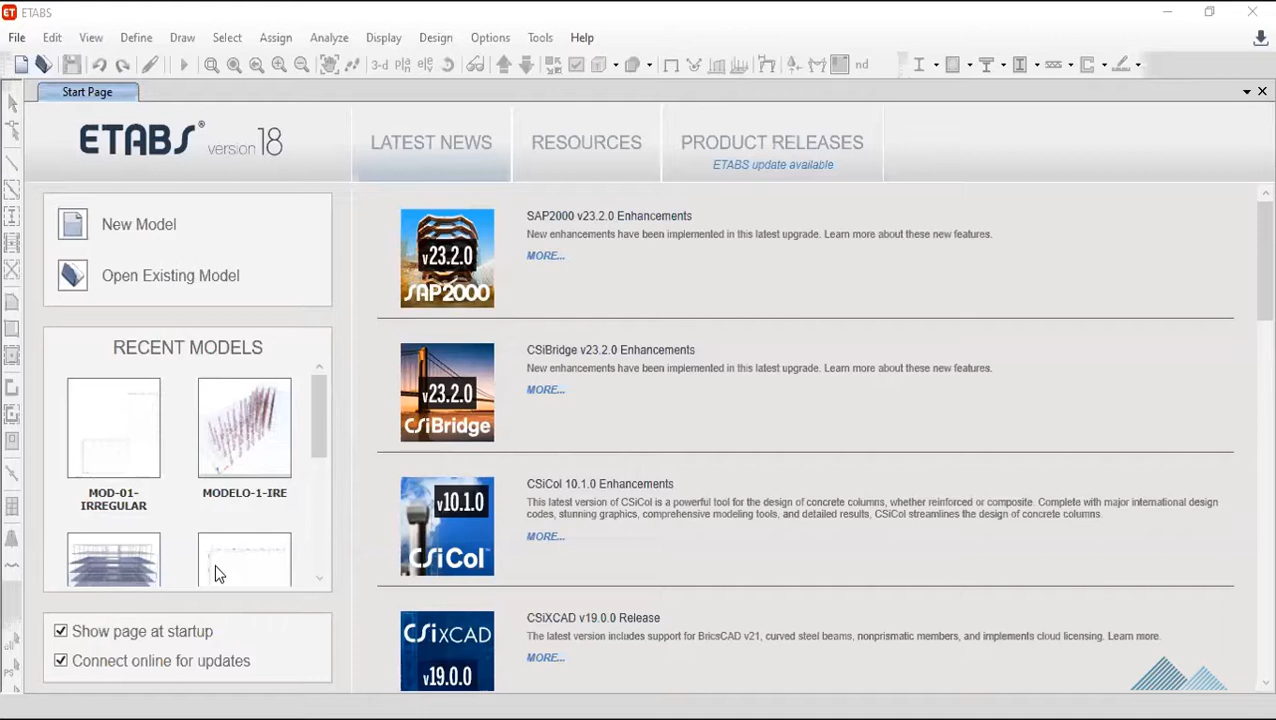 ETABS
File Edit View Define Draw Select Assign Analyze Display Design Options Tools Help
3-d
nd
Start Page
ETABS® version 18
LATEST NEWS
RESOURCES
PRODUCT RELEASES
ETABS update available
New Model
Open Existing Model
RECENT MODELS
MOD-01-
IRREGULAR
MODELO-1-IRE
Show page at startup
Connect online for updates
v23.2.0
SAP2000
SAP2000 v23.2.0 Enhancements
New enhancements have been implemented in this latest upgrade. Learn more about these new features.
MORE...
v23.2.0
CSiBridge
CSiBridge v23.2.0 Enhancements
New enhancements have been implemented in this latest upgrade. Learn more about these new features.
MORE...
v10.1.0
CSiCol
CSiCol 10.1.0 Enhancements
This latest version of CSiCol is a powerful tool for the design of concrete columns, whether reinforced or composite. Complete with major international design
codes, stunning graphics, comprehensive modeling tools, and detailed results, CSiCol streamlines the design of concrete columns.
MORE...
CSiXCAD
v19.0.0
CSiXCAD v19.0.0 Release
The latest version includes support for BricsCAD v21, curved steel beams, nonprismatic members, and implements cloud licensing. Learn more.
MORE...